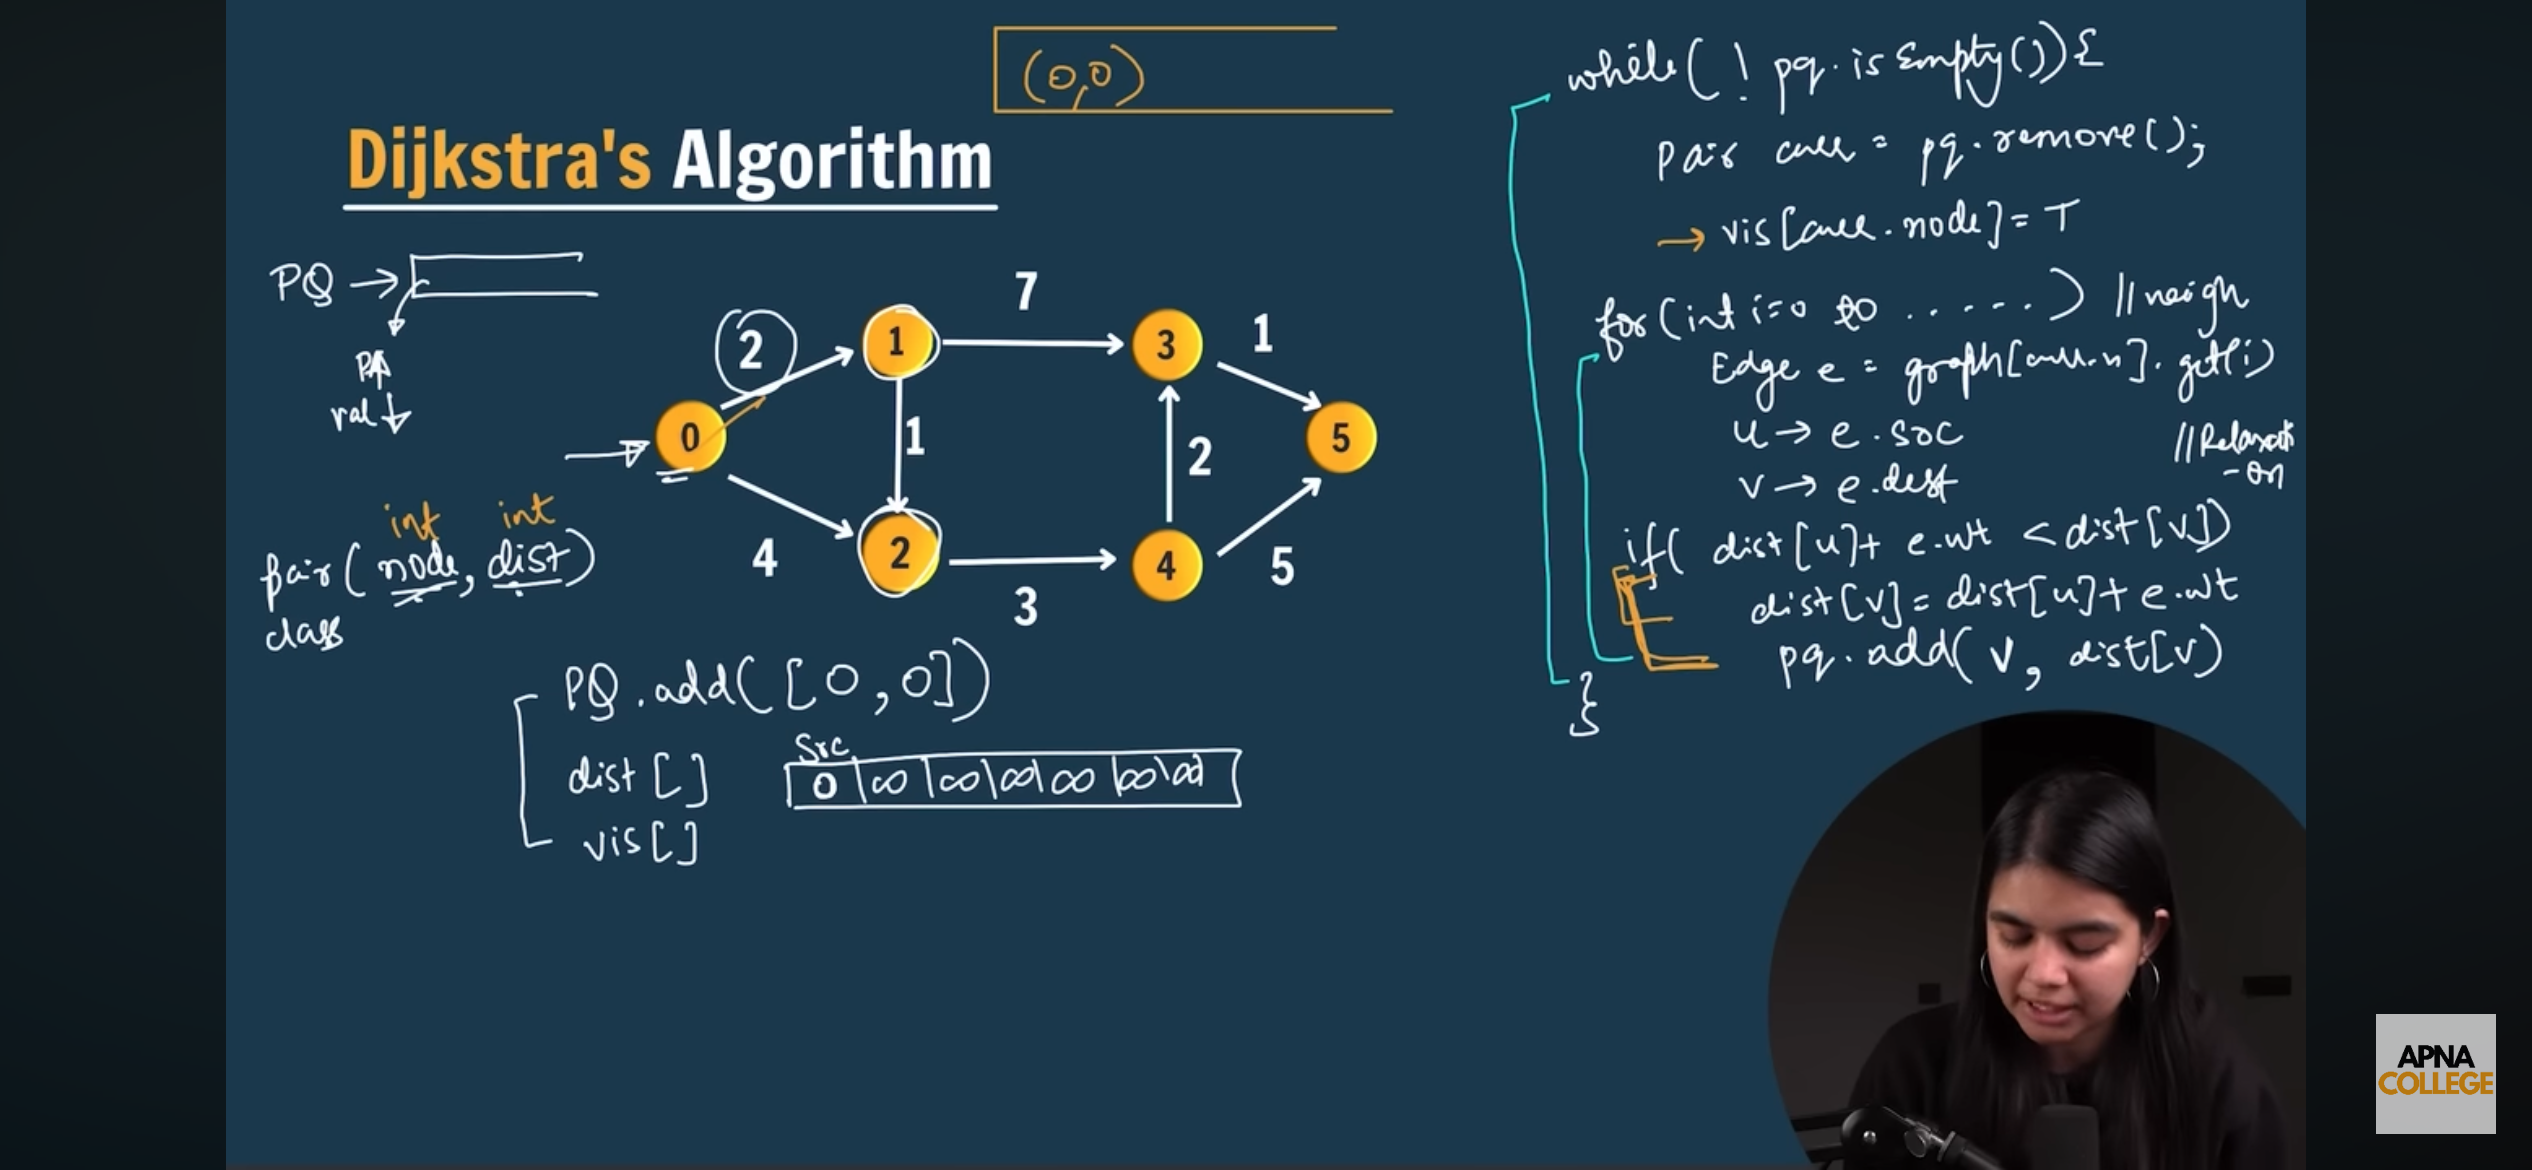 (0,0)
Dijkstra's Algorithm
PQ →
val ↓
2
1
7
3
1
0
1
2
5
4
2
3
4
5
int int
pair (node, dist)
class
PQ.add([0,0])
Src
dist []
0 ∞ ∞ ∞ ∞ ∞ ∞
vis[]
while( ! pq.isEmpty()){
Pair curr = pq.remove();
→ vis[curr.node]= T
for(int i=0 to ......) // neigh
Edge e = graph[curr.n].get(i)
u → e.src
v → e.dest
//Relaxati
-on
if( dist[u]+ e.wt < dist[v])
dist[v]= dist[u]+ e.wt
pq.add( v, dist[v)
}
APNA
COLLEGE